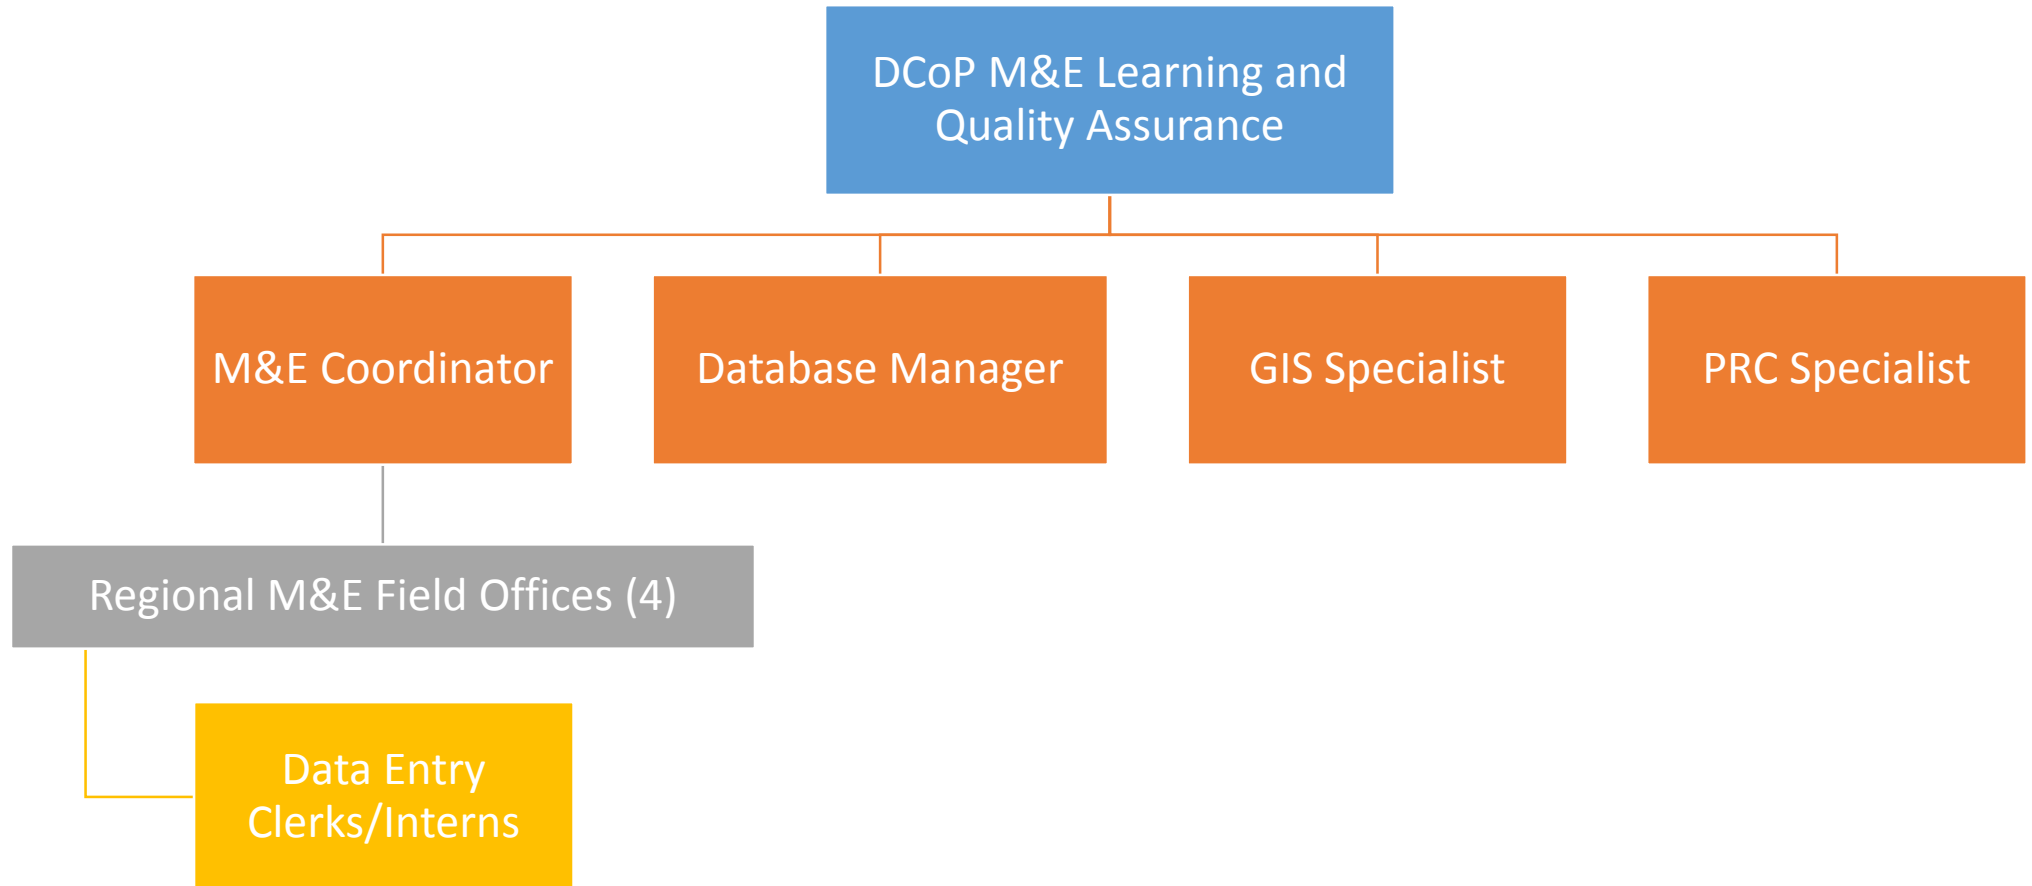 DCoP M&E Learning and
Quality Assurance
M&E Coordinator
Database Manager
GIS Specialist
PRC Specialist
Regional M&E Field Offices (4)
Data Entry
Clerks/Interns